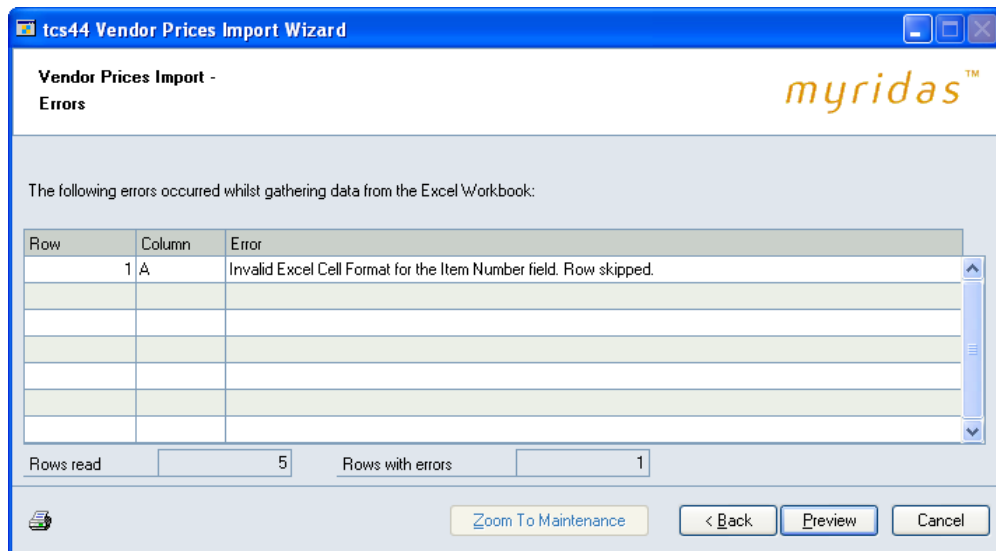 tcs44 Vendor Prices Import Wizard
Vendor Prices Import -
Errors
myridas™
The following errors occurred whilst gathering data from the Excel Workbook:
Row Column Error
1 A Invalid Excel Cell Format for the Item Number field. Row skipped.
Rows read 5 Rows with errors 1
Zoom To Maintenance < Back Preview Cancel